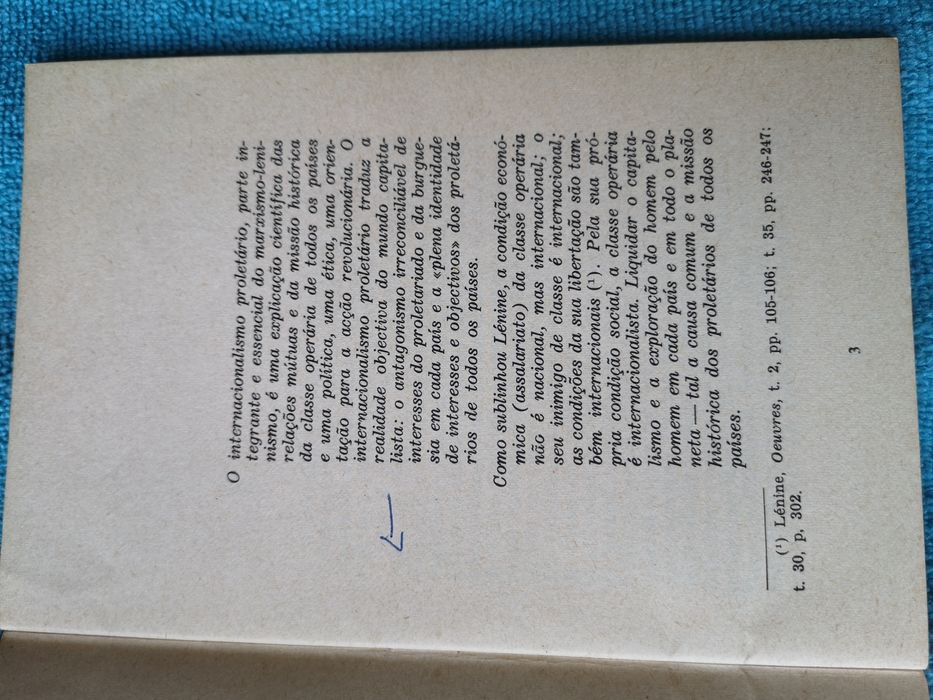 O internacionalismo proletário, parte in-
tegrante e essencial do marxismo-leni-
nismo, é uma explicação científica das
relações mútuas e da missão histórica
da classe operária de todos os países
e uma política, uma ética, uma orien-
tação para a acção revolucionária. O
internacionalismo proletário traduz a
realidade objectiva do mundo capita-
lista: o antagonismo irreconciliável de
interesses do proletariado e da burgue-
sia em cada país e a «plena identidade
de interesses e objectivos» dos proletá-
rios de todos os países.
Como sublinhou Lénine, a condição econó-
mica (assalariato) da classe operária
não é nacional, mas internacional; o
seu inimigo de classe é internacional;
as condições da sua libertação são tam-
bém internacionais (¹). Pela sua pró-
pria condição social, a classe operária
é internacionalista. Liquidar o capita-
lismo e a exploração do homem pelo
homem em cada país e em todo o pla-
neta — tal a causa comum e a missão
histórica dos proletários de todos os
países.
(¹) Lénine, Oeuvres, t. 2, pp. 105-106; t. 35, pp. 246-247;
t. 30, p. 302.
3